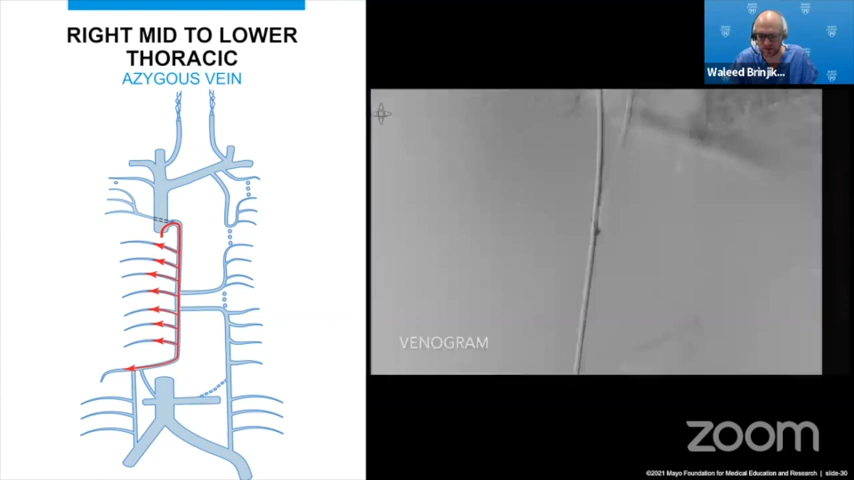 RIGHT MID TO LOWER
THORACIC
AZYGOUS VEIN
Waleed Brinjik...
VENOGRAM
zoom
©2021 Mayo Foundation for Medical Education and Research | slide-30